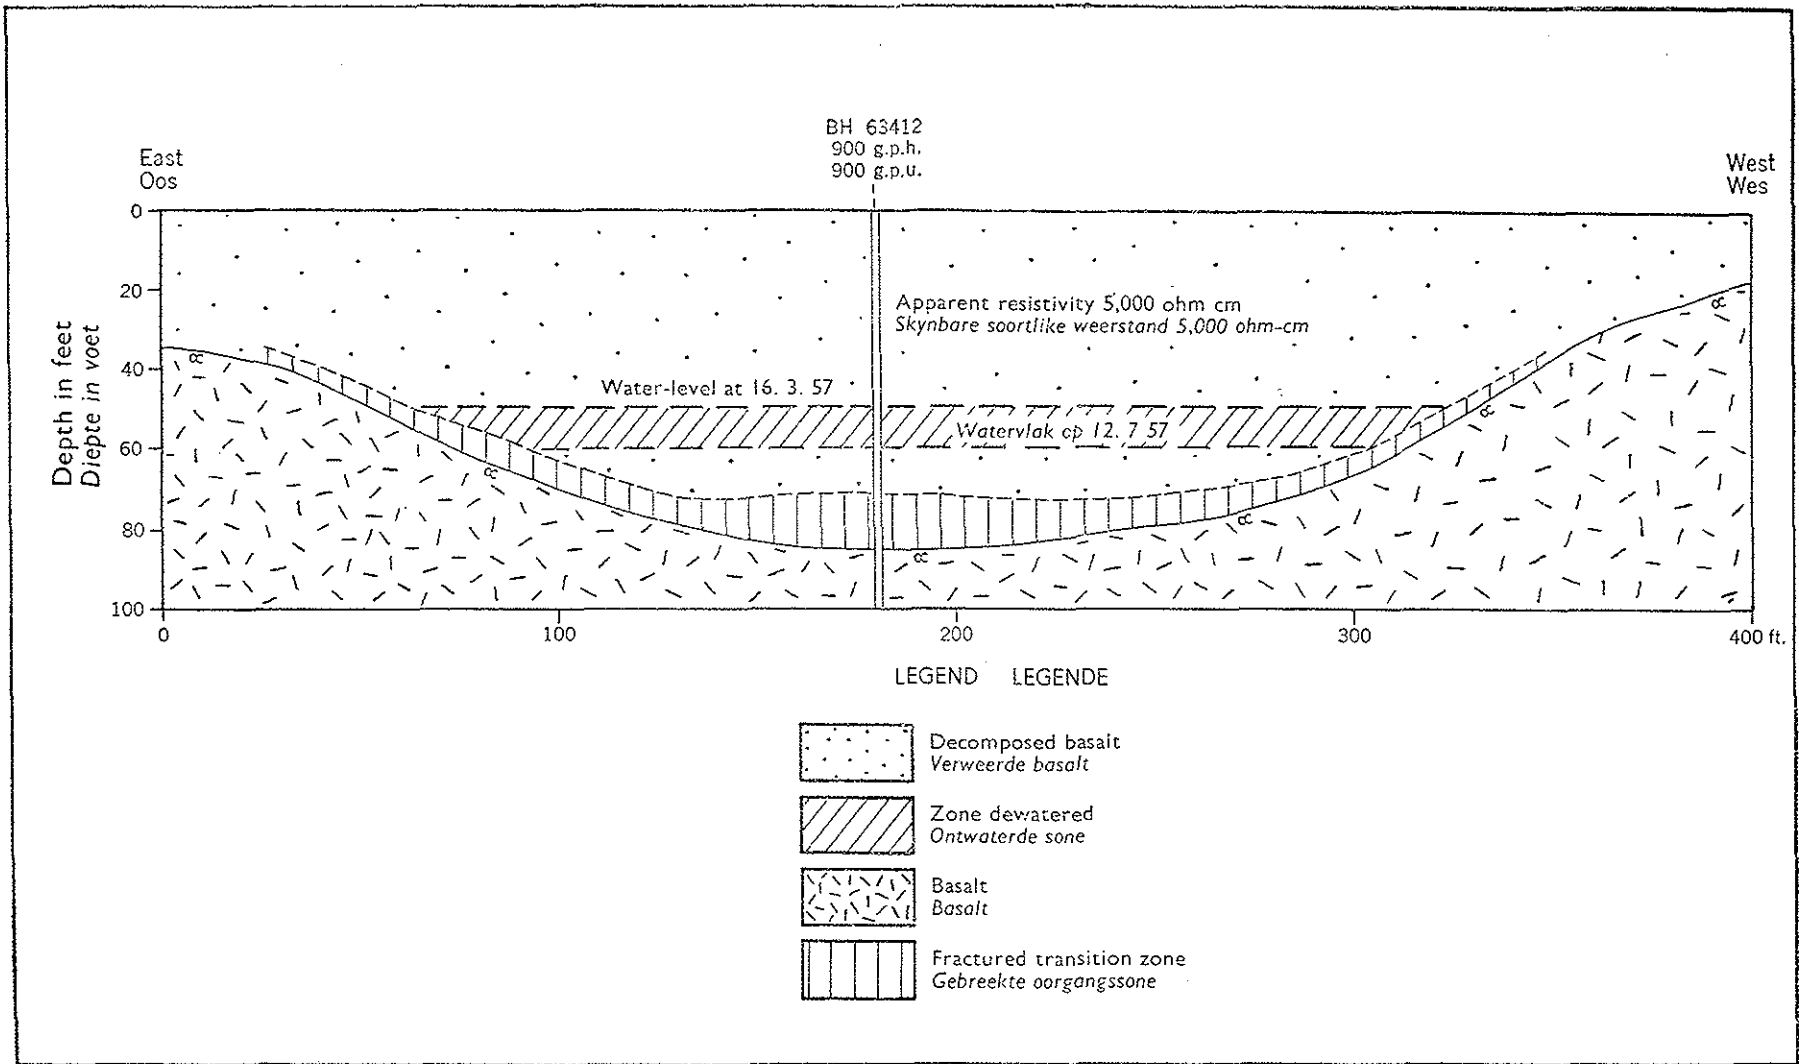 BH 63412
900 g.p.h.
900 g.p.u.
East
Oos
West
Wes
Depth in feet
Diepte in voet
0
20
40
60
80
100
Apparent resistivity 5,000 ohm cm
Skynbare soortlike weerstand 5,000 ohm-cm
Water-level at 16. 3. 57
Watervlak op 12. 7 57
∝
∝
∝
∝
∝
∝
0
100
200
300
400 ft.
LEGEND LEGENDE
Decomposed basalt
Verweerde basalt
Zone dewatered
Ontwaterde sone
Basalt
Basalt
Fractured transition zone
Gebreekte oorgangssone